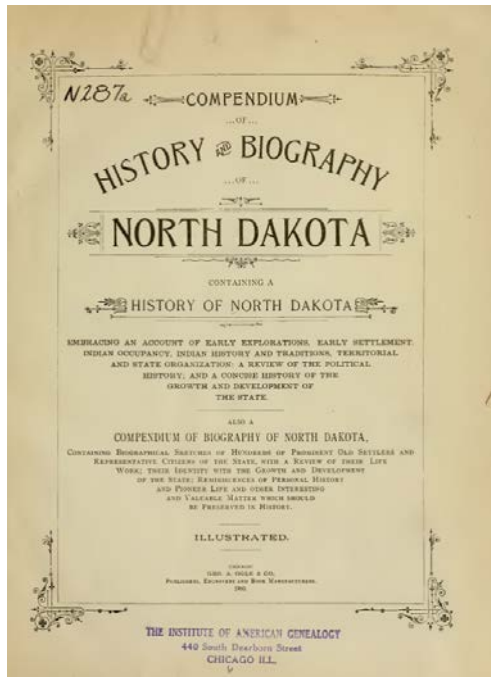 N287a
COMPENDIUM
...OF...
HISTORY AND BIOGRAPHY
...OF...
NORTH DAKOTA
CONTAINING A
HISTORY OF NORTH DAKOTA
EMBRACING AN ACCOUNT OF EARLY EXPLORATIONS, EARLY SETTLEMENT,
INDIAN OCCUPANCY, INDIAN HISTORY AND TRADITIONS, TERRITORIAL
AND STATE ORGANIZATION; A REVIEW OF THE POLITICAL
HISTORY; AND A CONCISE HISTORY OF THE
GROWTH AND DEVELOPMENT OF
THE STATE.
ALSO A
COMPENDIUM OF BIOGRAPHY OF NORTH DAKOTA,
CONTAINING BIOGRAPHICAL SKETCHES OF HUNDREDS OF PROMINENT OLD SETTLERS AND
REPRESENTATIVE CITIZENS OF THE STATE, WITH A REVIEW OF THEIR LIFE
WORK; THEIR IDENTITY WITH THE GROWTH AND DEVELOPMENT
OF THE STATE; REMINISCENCES OF PERSONAL HISTORY
AND PIONEER LIFE AND OTHER INTERESTING
AND VALUABLE MATTER WHICH SHOULD
BE PRESERVED IN HISTORY.
ILLUSTRATED.
CHICAGO
GEO. A. OGLE & CO.
PUBLISHERS, ENGRAVERS AND BOOK MANUFACTURERS.
1900.
THE INSTITUTE OF AMERICAN GENEALOGY
440 South Dearborn Street
CHICAGO ILL.